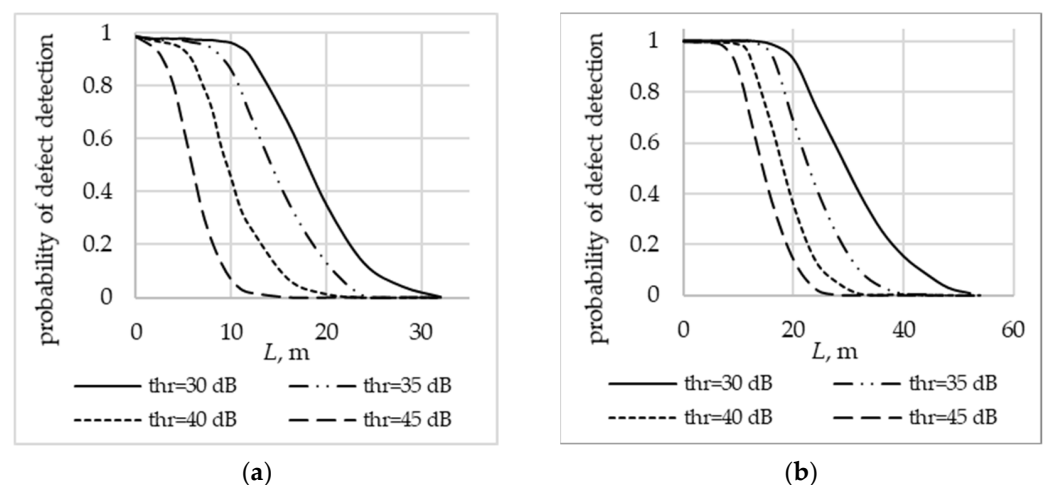 (a)
probability of defect detection
1
0.8
0.6
0.4
0.2
0
0 10 20 30
L, m
thr=30 dB thr=35 dB
thr=40 dB thr=45 dB
(b)
probability of defect detection
1
0.8
0.6
0.4
0.2
0
0 20 40 60
L, m
thr=30 dB thr=35 dB
thr=40 dB thr=45 dB
(a) (b)